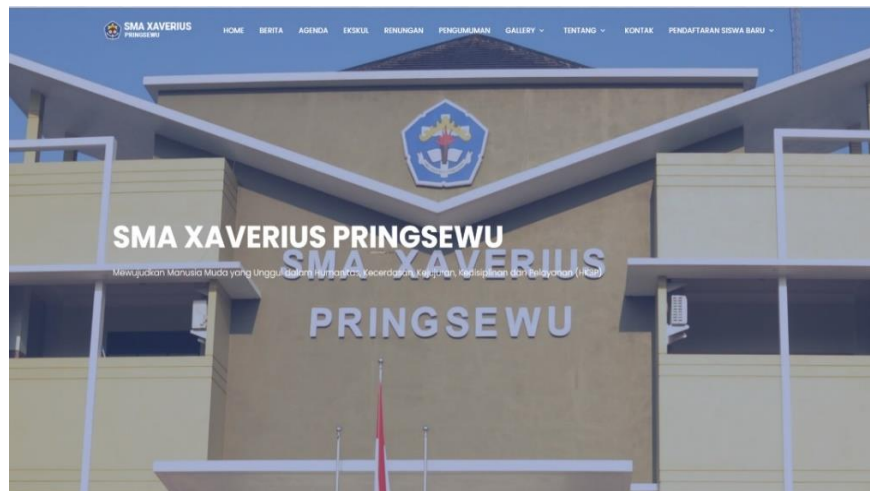 SMA XAVERIUS
PRINGSEWU
HOME BERITA AGENDA EKSKUL RENUNGAN PENGUMUMAN GALLERY TENTANG KONTAK PENDAFTARAN SISWA BARU
SMA XAVERIUS PRINGSEWU
Mewujudkan Manusia Muda yang Unggul dalam Humanitas, Kecerdasan, Kejujuran, Kedisiplinan dan Pelayanan (HKJP)
SMA XAVERIUS
PRINGSEWU